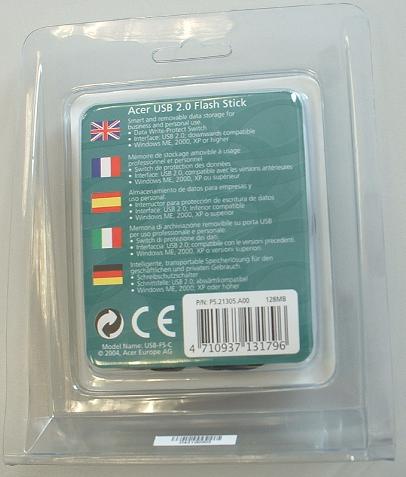 Acer USB 2.0 Flash Stick
Smart and removable data storage for
business and personal use.
• Data Write-Protect Switch
• Interface: USB 2.0; downwards compatible
• Windows ME, 2000, XP or higher
Mémoire de stockage amovible à usage
professionnel et personnel
• Switch de protection des données
• Interface: USB 2.0; compatible avec les versions antérieures
• Windows ME, 2000, XP ou supérieur
Almacenamiento de datos para empresas y
uso personal.
• Interruptor para protección de escritura de datos
• Interfaz: USB 2.0; Inferior compatible
• Windows ME, 2000, XP o superior
Memoria di archiviazione removibile su porta USB
per uso professionale e personale.
• Switch di protezione dei dati
• Interfaccia: USB 2.0; compatibile con le versioni precedenti
• Windows ME, 2000, XP o superiori.
Intelligente, transportable Speicherlösung für den
geschäftlichen und privaten Gebrauch.
• Schreibschutzschalter
• Schnittstelle: USB 2.0; abwärtskompatibel
• Windows ME, 2000, XP oder höher
P/N: P5.21305.A00 128MB
CE
4 710937 131796
Model Name: USB-FS-C
© 2004, Acer Europe AG